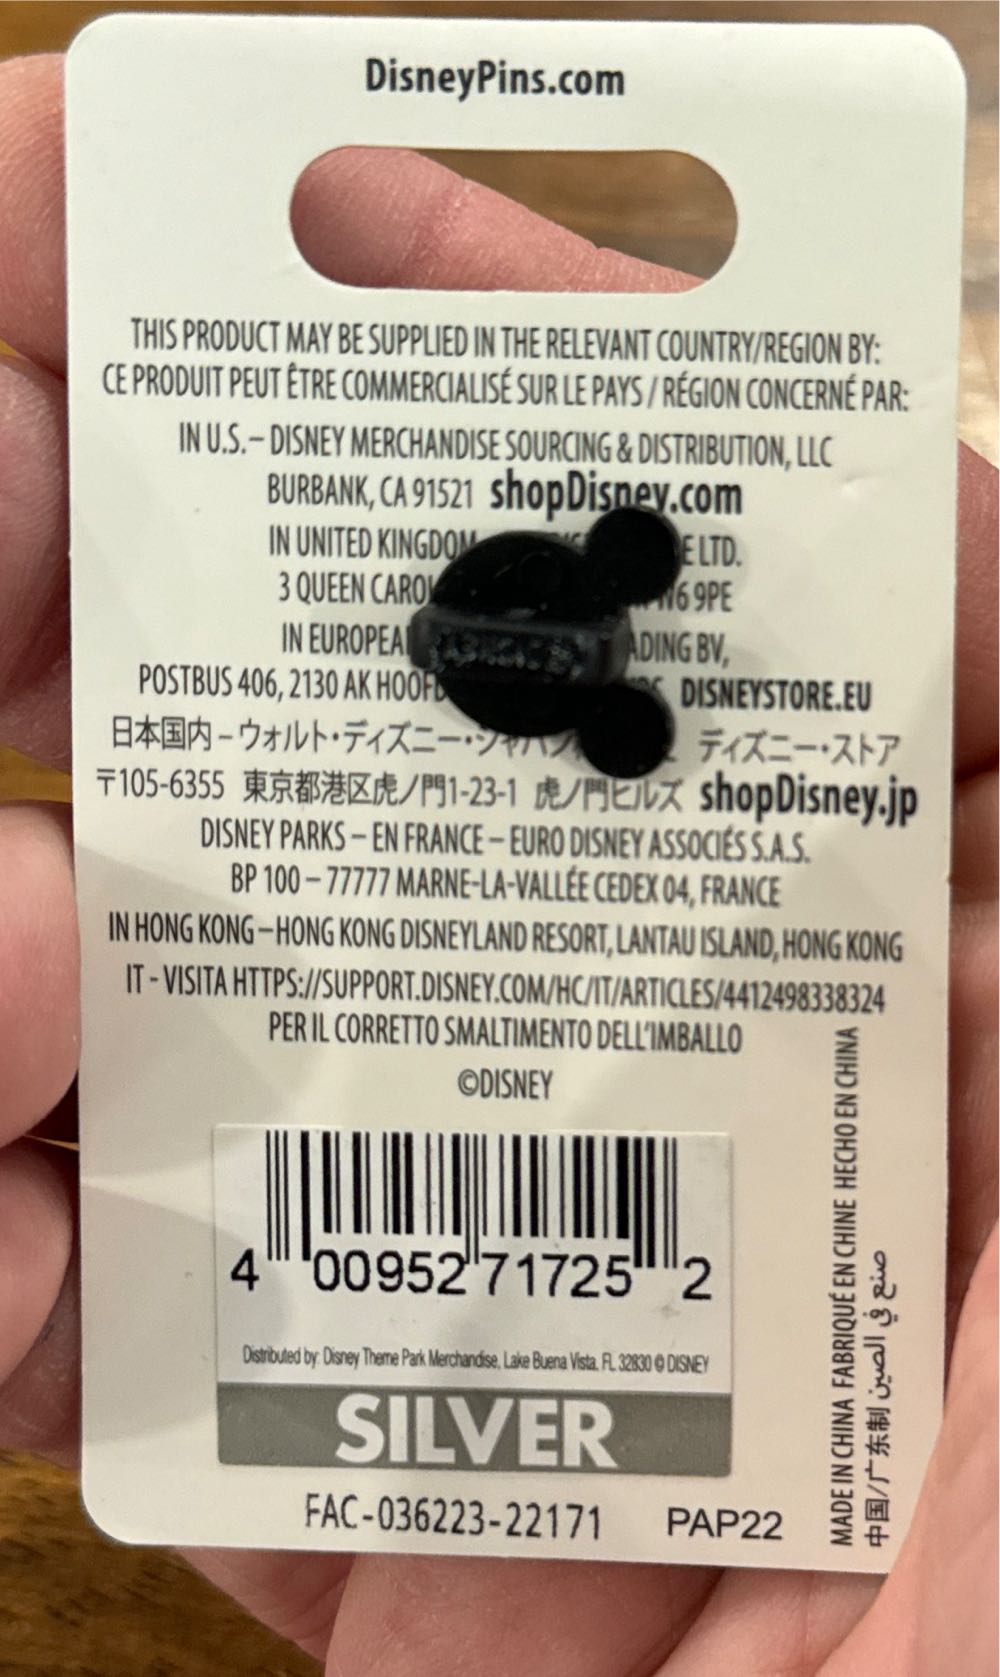 DisneyPins.com
THIS PRODUCT MAY BE SUPPLIED IN THE RELEVANT COUNTRY/REGION BY:
CE PRODUIT PEUT ÊTRE COMMERCIALISÉ SUR LE PAYS / RÉGION CONCERNÉ PAR:
IN U.S. – DISNEY MERCHANDISE SOURCING & DISTRIBUTION, LLC
BURBANK, CA 91521 shopDisney.com
IN UNITED KINGDOM LTD.
3 QUEEN 9PE
IN BV,
POSTBUS 406, 2130 AK DISNEYSTORE.EU
日本国内 – ウォルト・ディズニー・ ディズニー・ストア
〒105-6355 東京都港区虎ノ門1-23-1 虎ノ門ヒルズ shopDisney.jp
DISNEY PARKS – EN FRANCE – EURO DISNEY ASSOCIÉS S.A.S.
BP 100 – 77777 MARNE-LA-VALLÉE CEDEX 04, FRANCE
IN HONG KONG – HONG KONG DISNEYLAND RESORT, LANTAU ISLAND, HONG KONG
IT - VISITA HTTPS://SUPPORT.DISNEY.COM/HC/IT/ARTICLES/4412498338324
PER IL CORRETTO SMALTIMENTO DELL'IMBALLO
©DISNEY
4 00952 71725 2
Distributed by: Disney Theme Park Merchandise, Lake Buena Vista, FL 32830 © DISNEY
SILVER
FAC-036223-22171 PAP22
MADE IN CHINA FABRIQUÉ EN CHINE HECHO EN CHINA
中国/广东制 صنع في الصين